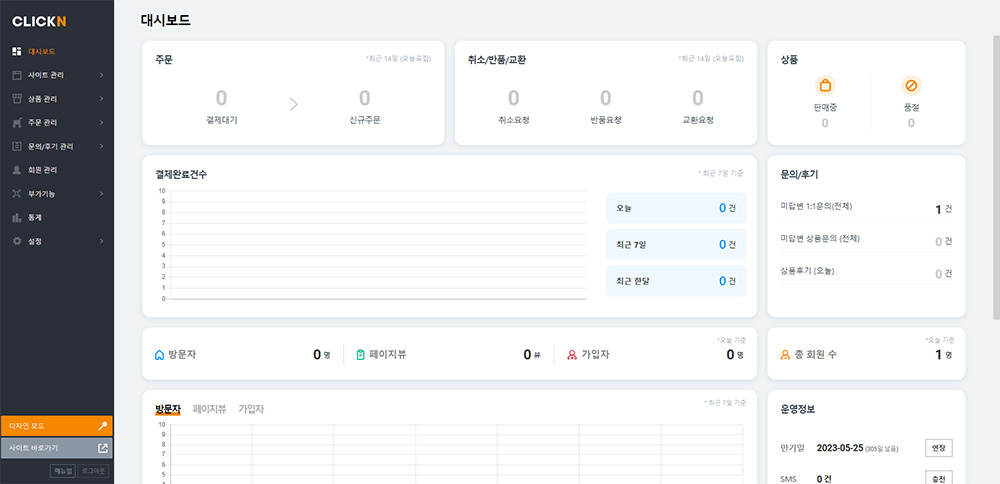 CLICKN
대시보드
사이트 관리
상품 관리
주문 관리
문의/후기 관리
회원 관리
부가기능
통계
설정
디자인 모드
사이트 바로가기
매뉴얼 로그아웃
대시보드
주문 *최근 14일 (오늘포함)
0 0
결제대기 신규주문
취소/반품/교환 *최근 14일 (오늘포함)
0 0 0
취소요청 반품요청 교환요청
상품
판매중 품절
0 0
결제완료건수 * 최근 7일 기준
10
9
8
7
6
5
4
3
2
1
0
오늘 0 건
최근 7일 0 건
최근 한달 0 건
문의/후기
미답변 1:1문의(전체) 1 건
미답변 상품문의 (전체) 0 건
상품후기 (오늘) 0 건
*오늘 기준
방문자 0 명 페이지뷰 0 뷰 가입자 0 명
*오늘 기준
총 회원 수 1 명
방문자 페이지뷰 가입자 * 최근 7일 기준
10
9
8
7
6
5
4
운영정보
만기일 2023-05-25 (305일 남음) 연장
SMS 0 건 충전